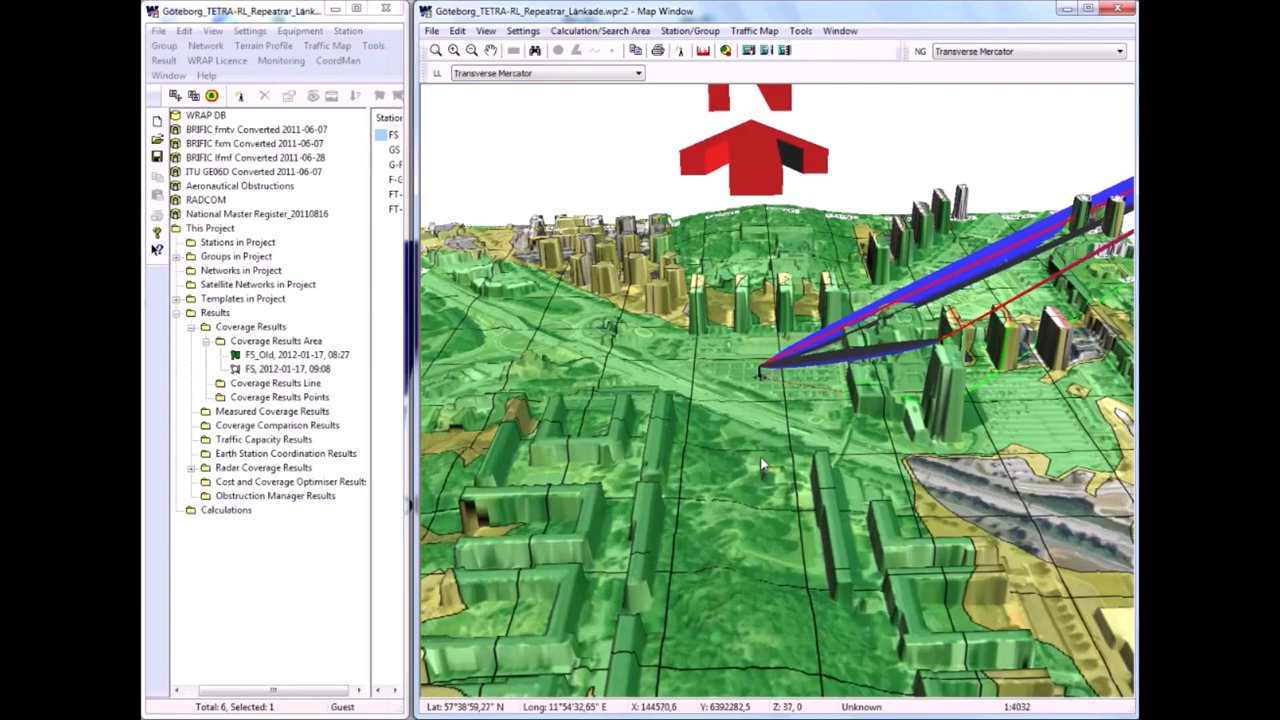 Göteborg_TETRA-RL_Repeatrar_Länk...
File Edit View Settings Equipment Station
Group Network Terrain Profile Traffic Map Tools
Result WRAP Licence Monitoring CoordMan
Window Help
WRAP DB
BRIFIC fmtv Converted 2011-06-07
BRIFIC fxm Converted 2011-06-07
BRIFIC lfmf Converted 2011-06-28
ITU GE06D Converted 2011-06-07
Aeronautical Obstructions
RADCOM
National Master Register_20110816
This Project
Stations in Project
Groups in Project
Networks in Project
Satellite Networks in Project
Templates in Project
Results
Coverage Results
Coverage Results Area
FS_Old, 2012-01-17, 08:27
FS, 2012-01-17, 09:08
Coverage Results Line
Coverage Results Points
Measured Coverage Results
Coverage Comparison Results
Traffic Capacity Results
Earth Station Coordination Results
Radar Coverage Results
Cost and Coverage Optimiser Result
Obstruction Manager Results
Calculations
Station
FS
GS
G-F
F-G
FT-
FT-
Total: 6, Selected: 1 Guest
Göteborg_TETRA-RL_Repeatrar Länkade.wpr:2 - Map Window
File Edit View Settings Calculation/Search Area Station/Group Traffic Map Tools Window
NG Transverse Mercator
LL Transverse Mercator
Lat: 57°38'59,27" N Long: 11°54'32,65" E X: 144570,6 Y: 6392282,5 Z: 37, 0 Unknown 1:4032